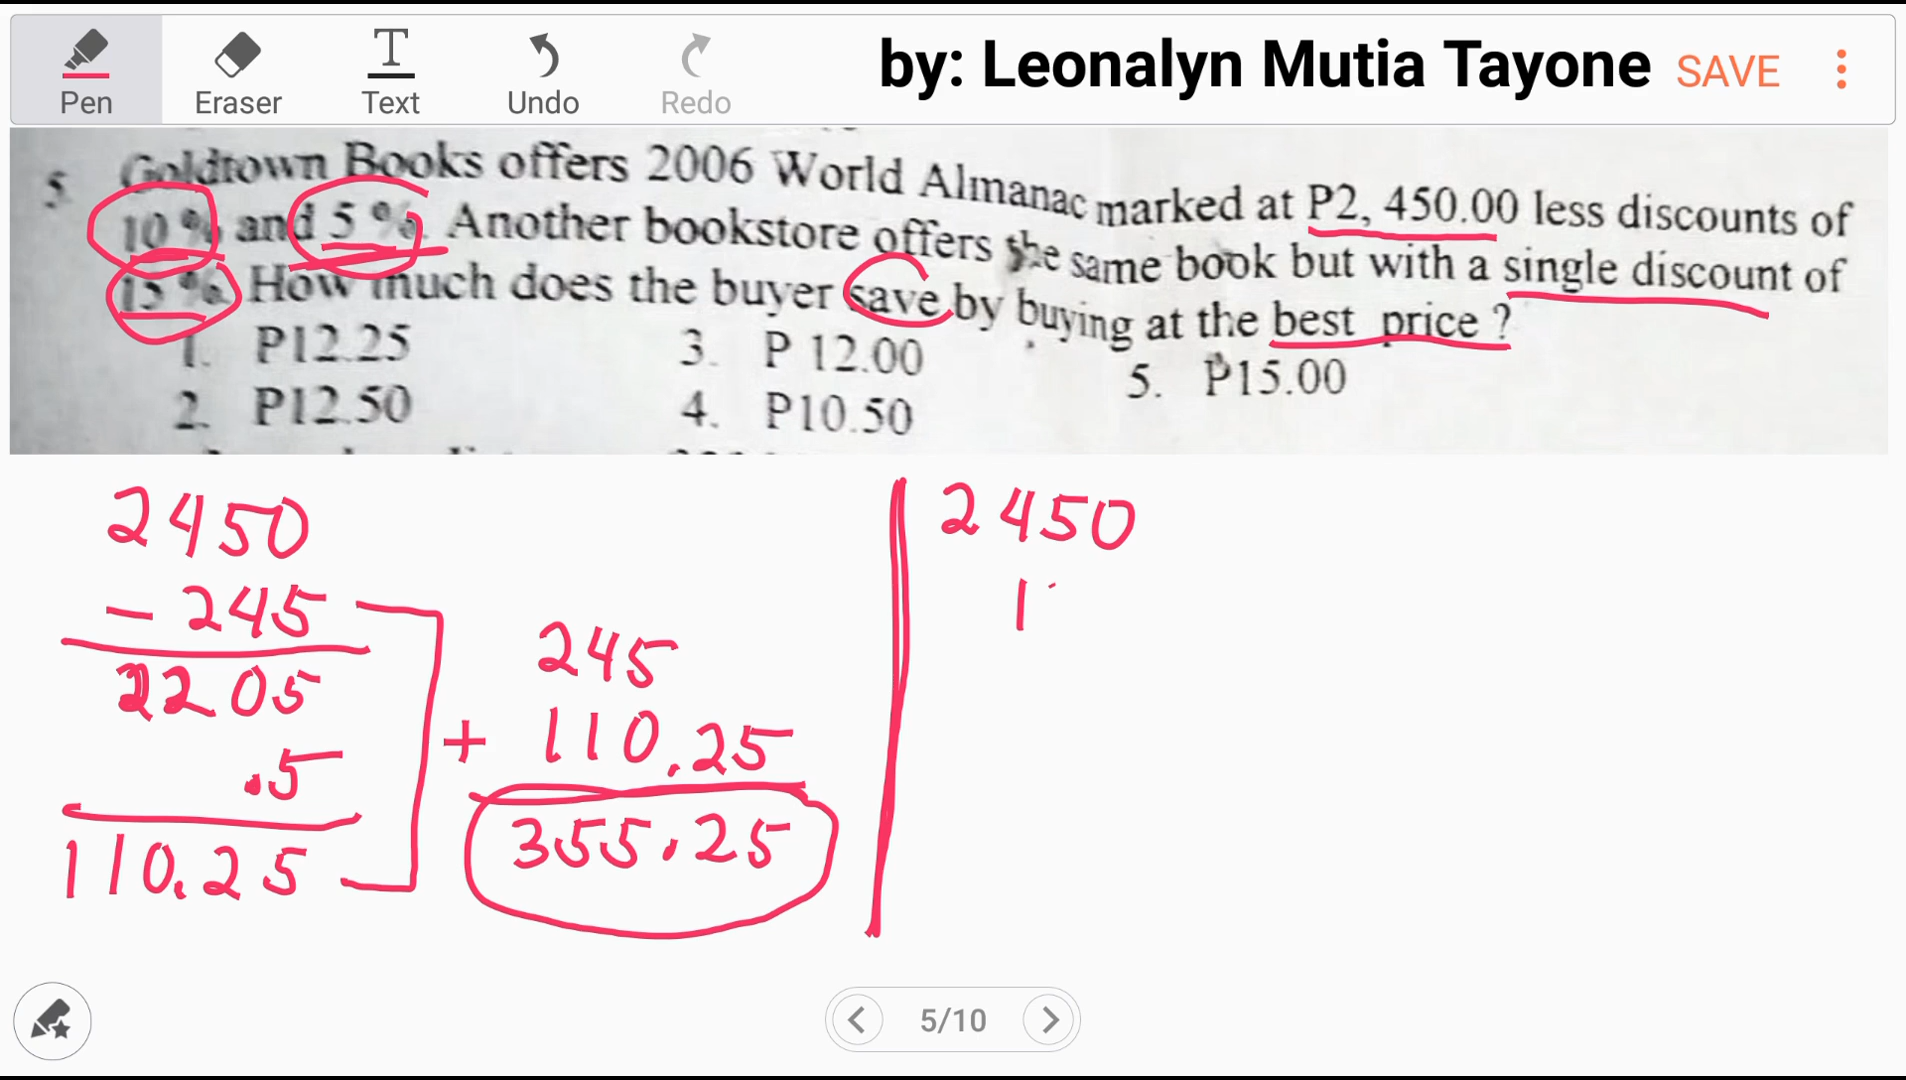 Pen
Eraser
Text
Undo
Redo
by: Leonalyn Mutia Tayone
SAVE
5. Goldtown Books offers 2006 World Almanac marked at P2, 450.00 less discounts of
10 % and 5 %. Another bookstore offers the same book but with a single discount of
15 %. How much does the buyer save by buying at the best price ?
1. P12.25
3. P 12.00
5. P15.00
2. P12.50
4. P10.50
2450
- 245
2205
.5
110.25
245
+ 110.25
355.25
2450
1
5/10